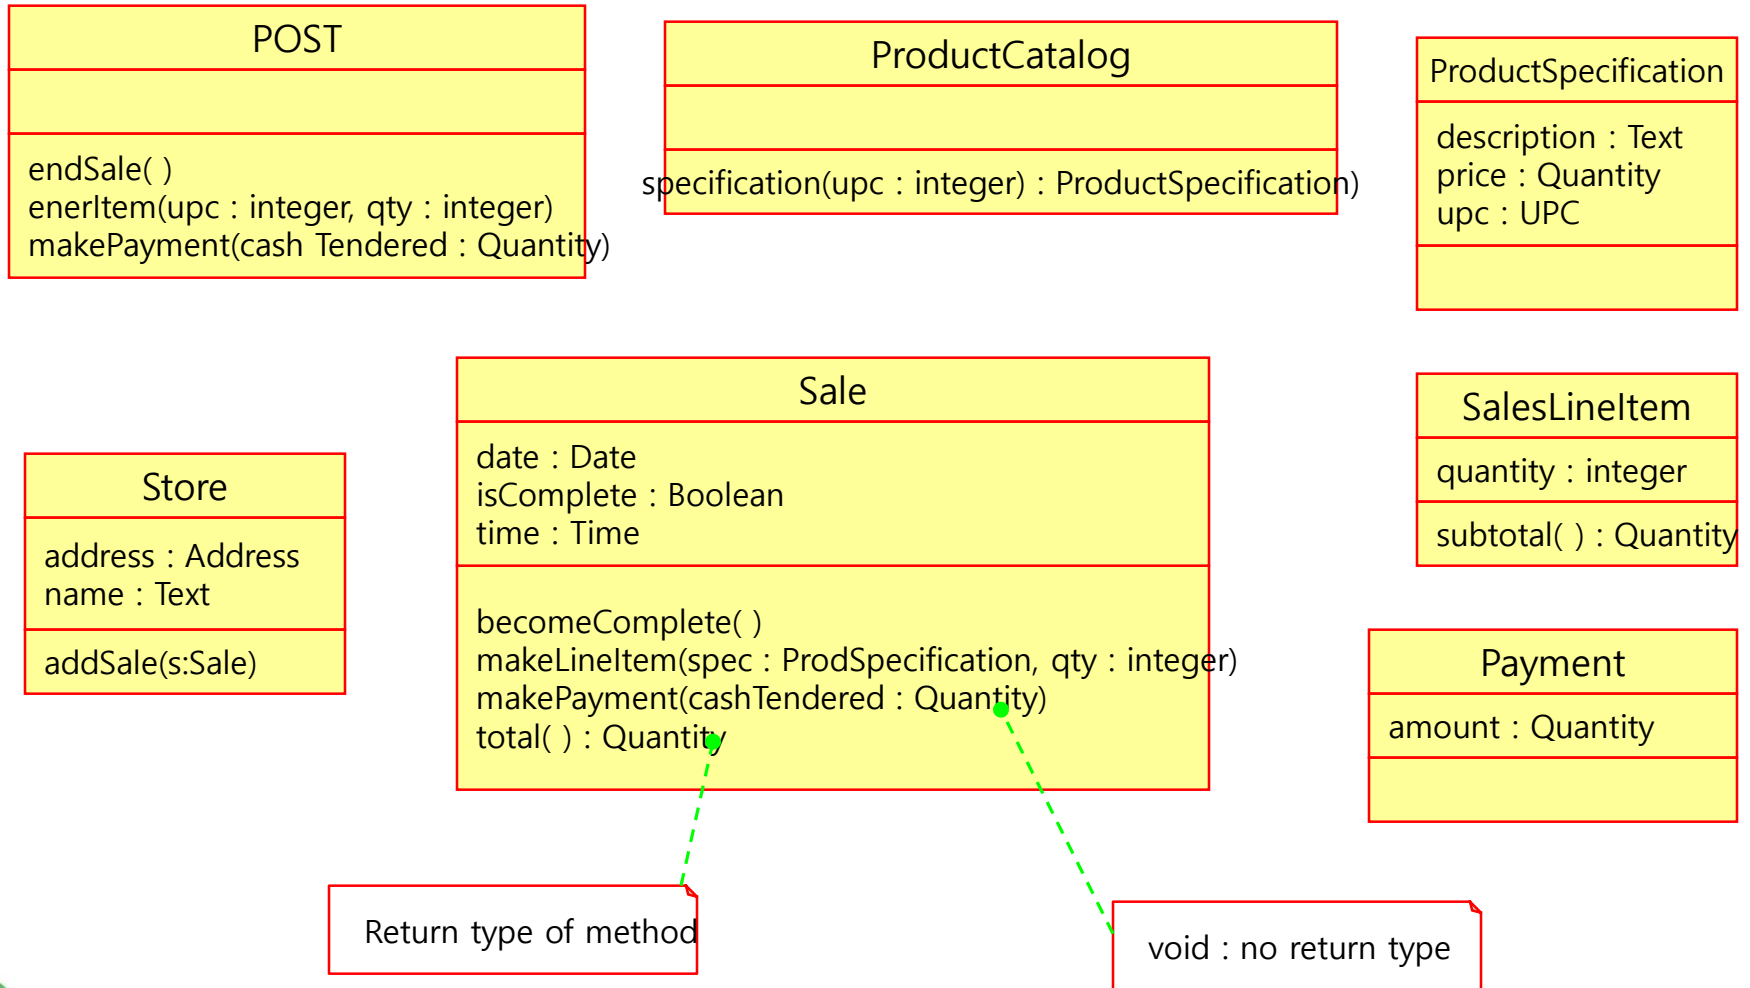 POST
endSale( )
enerItem(upc : integer, qty : integer)
makePayment(cash Tendered : Quantity)
ProductCatalog
specification(upc : integer) : ProductSpecification)
ProductSpecification
description : Text
price : Quantity
upc : UPC
Store
address : Address
name : Text
addSale(s:Sale)
Sale
date : Date
isComplete : Boolean
time : Time
becomeComplete( )
makeLineItem(spec : ProdSpecification, qty : integer)
makePayment(cashTendered : Quantity)
total( ) : Quantity
SalesLineItem
quantity : integer
subtotal( ) : Quantity
Payment
amount : Quantity
Return type of method
void : no return type